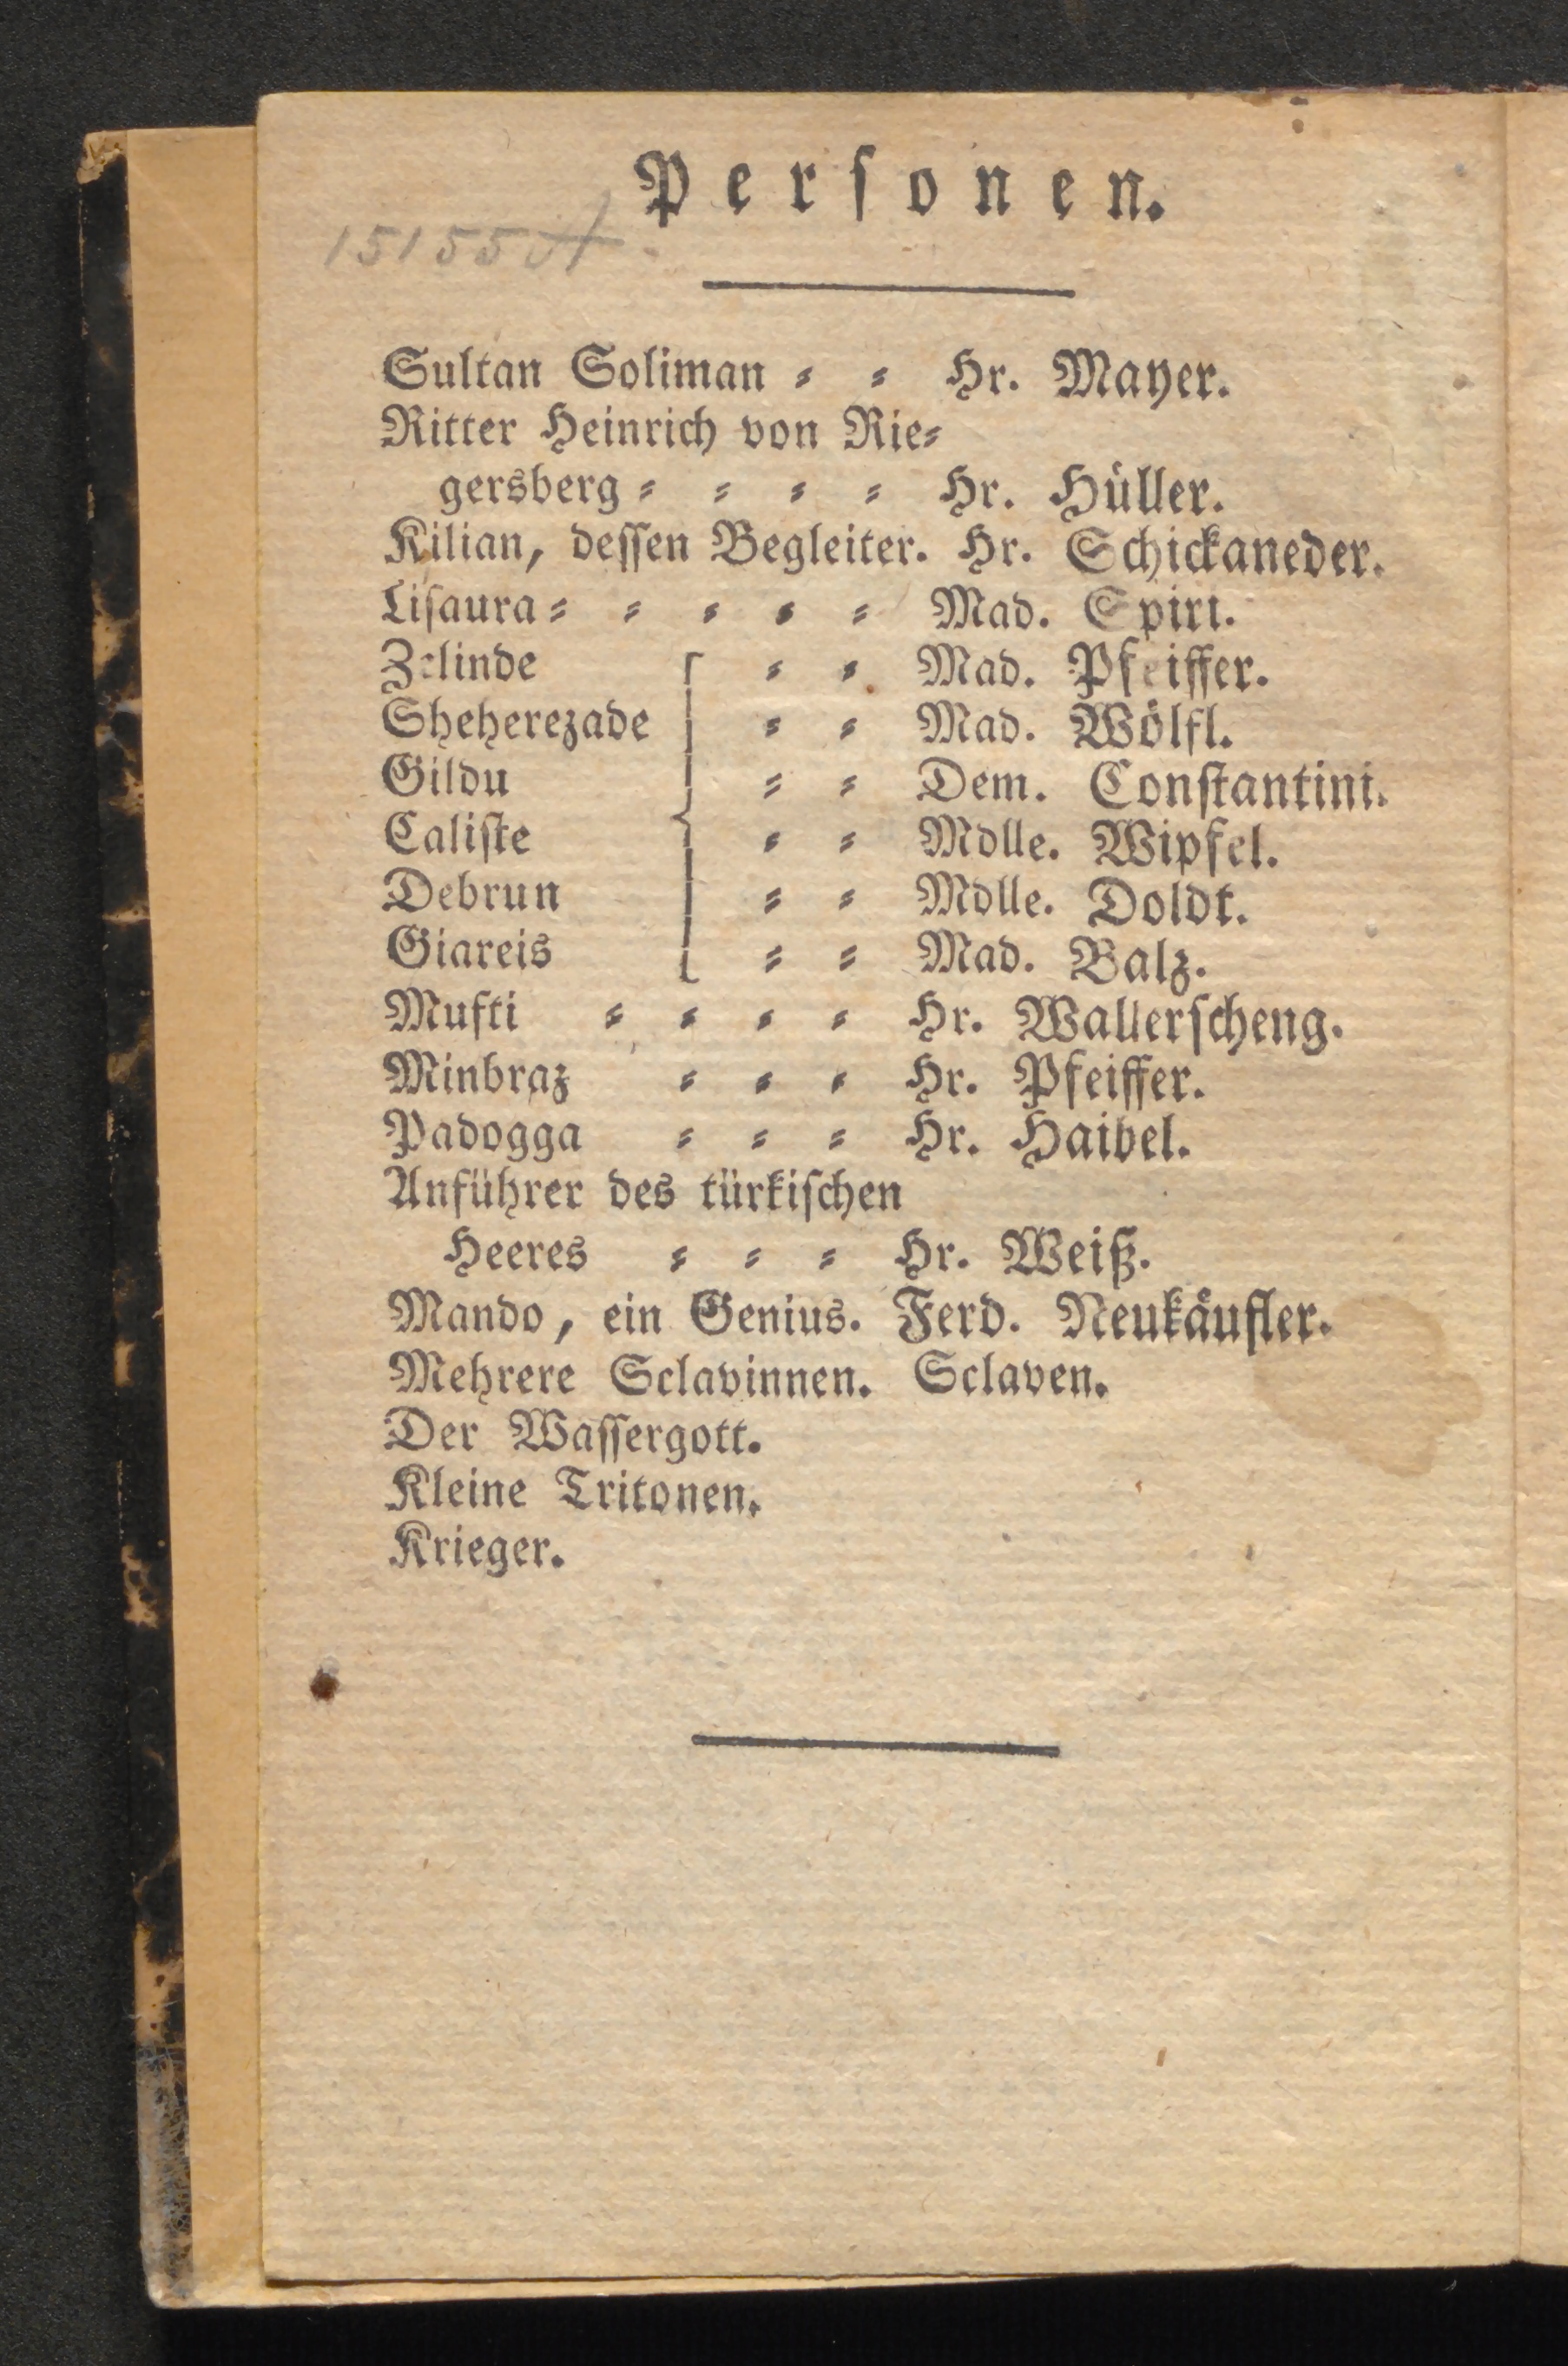 Perſonen.
15155 A
Sultan Soliman ⸗ ⸗ Hr. Mayer.
Ritter Heinrich von Rie⸗
gersberg ⸗ ⸗ ⸗ ⸗ Hr. Hüller.
Kilian, deſſen Begleiter. Hr. Schickaneder.
Liſaura ⸗ ⸗ ⸗ ⸗ ⸗ Mad. Spiri.
Zelinde ⸗ ⸗ Mad. Pfeiffer.
Sheherezade ⸗ ⸗ Mad. Wölfl.
Gildu ⸗ ⸗ Dem. Conſtantini.
Caliſte ⸗ ⸗ Mdlle. Wipfel.
Debrun ⸗ ⸗ Mdlle. Doldt.
Giareis ⸗ ⸗ Mad. Balz.
Mufti ⸗ ⸗ ⸗ ⸗ Hr. Wallerſcheng.
Minbraz ⸗ ⸗ ⸗ Hr. Pfeiffer.
Padogga ⸗ ⸗ ⸗ Hr. Haibel.
Anführer des türkiſchen
Heeres ⸗ ⸗ ⸗ Hr. Weiß.
Mando, ein Genius. Ferd. Neukäufler.
Mehrere Sclavinnen. Sclaven.
Der Waſſergott.
Kleine Tritonen.
Krieger.